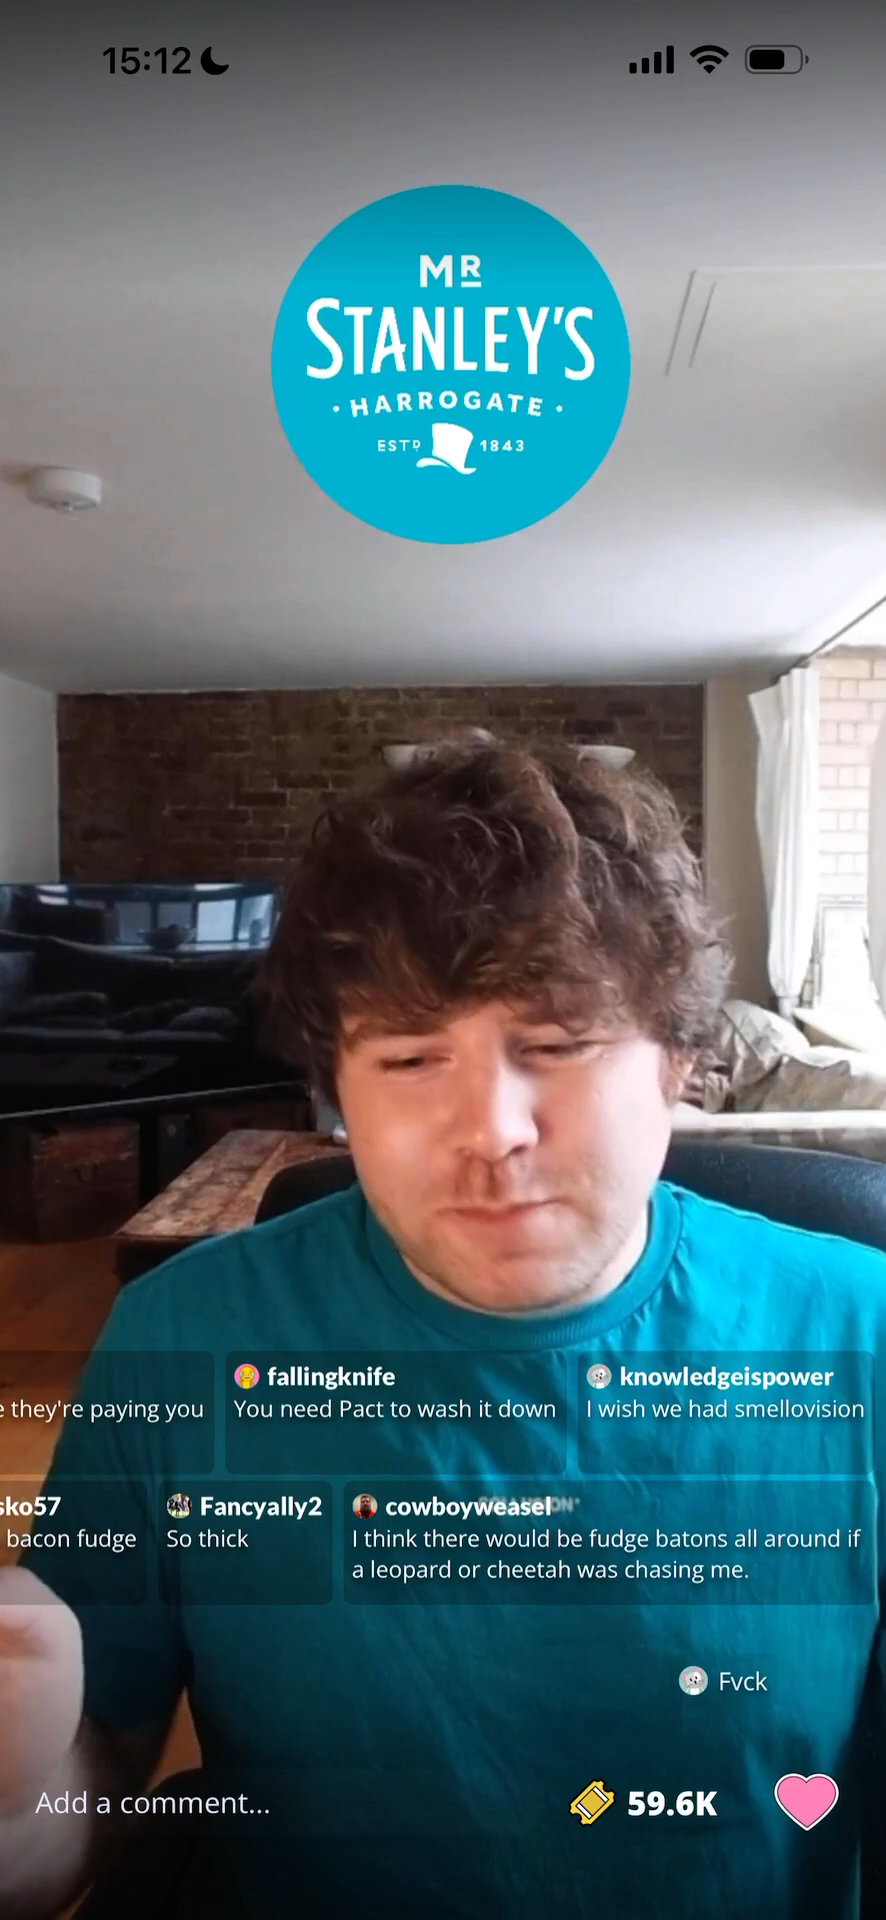 15:12
MR
STANLEY'S
· HARROGATE ·
ESTD 1843
fallingknife
knowledgeispower
they're paying you
You need Pact to wash it down
I wish we had smellovision
sko57
Fancyally2
cowboyweasel
bacon fudge
So thick
I think there would be fudge batons all around if
a leopard or cheetah was chasing me.
Fvck
Add a comment...
59.6K